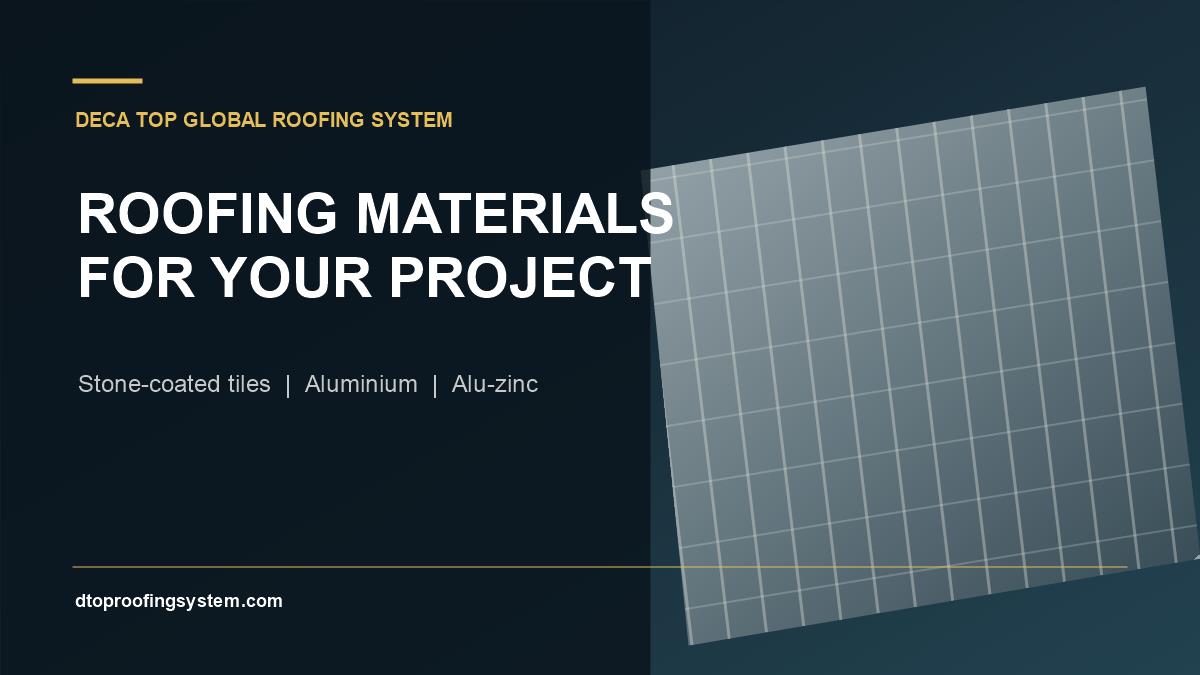 DECA TOP GLOBAL ROOFING SYSTEM
ROOFING MATERIALS
FOR YOUR PROJECT
Stone-coated tiles | Aluminium | Alu-zinc
dtoproofingsystem.com